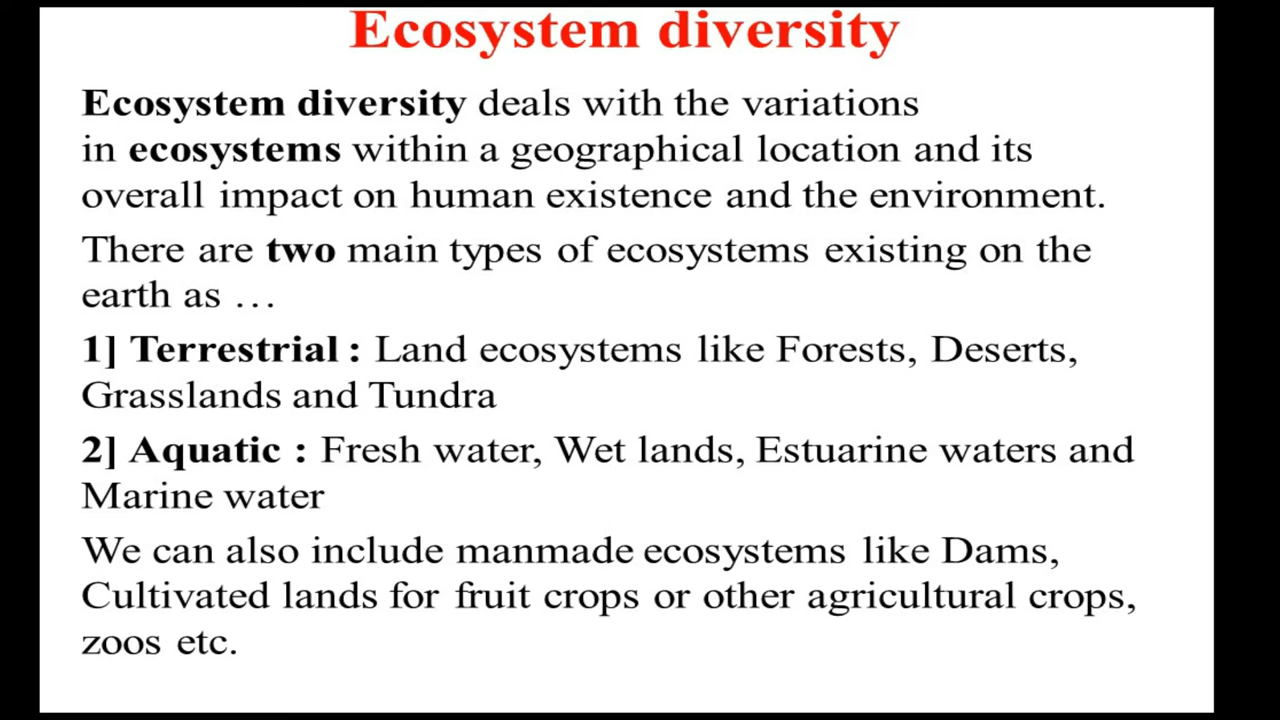 Ecosystem diversity
Ecosystem diversity deals with the variations
in ecosystems within a geographical location and its
overall impact on human existence and the environment.
There are two main types of ecosystems existing on the
earth as …
1] Terrestrial : Land ecosystems like Forests, Deserts,
Grasslands and Tundra
2] Aquatic : Fresh water, Wet lands, Estuarine waters and
Marine water
We can also include manmade ecosystems like Dams,
Cultivated lands for fruit crops or other agricultural crops,
zoos etc.